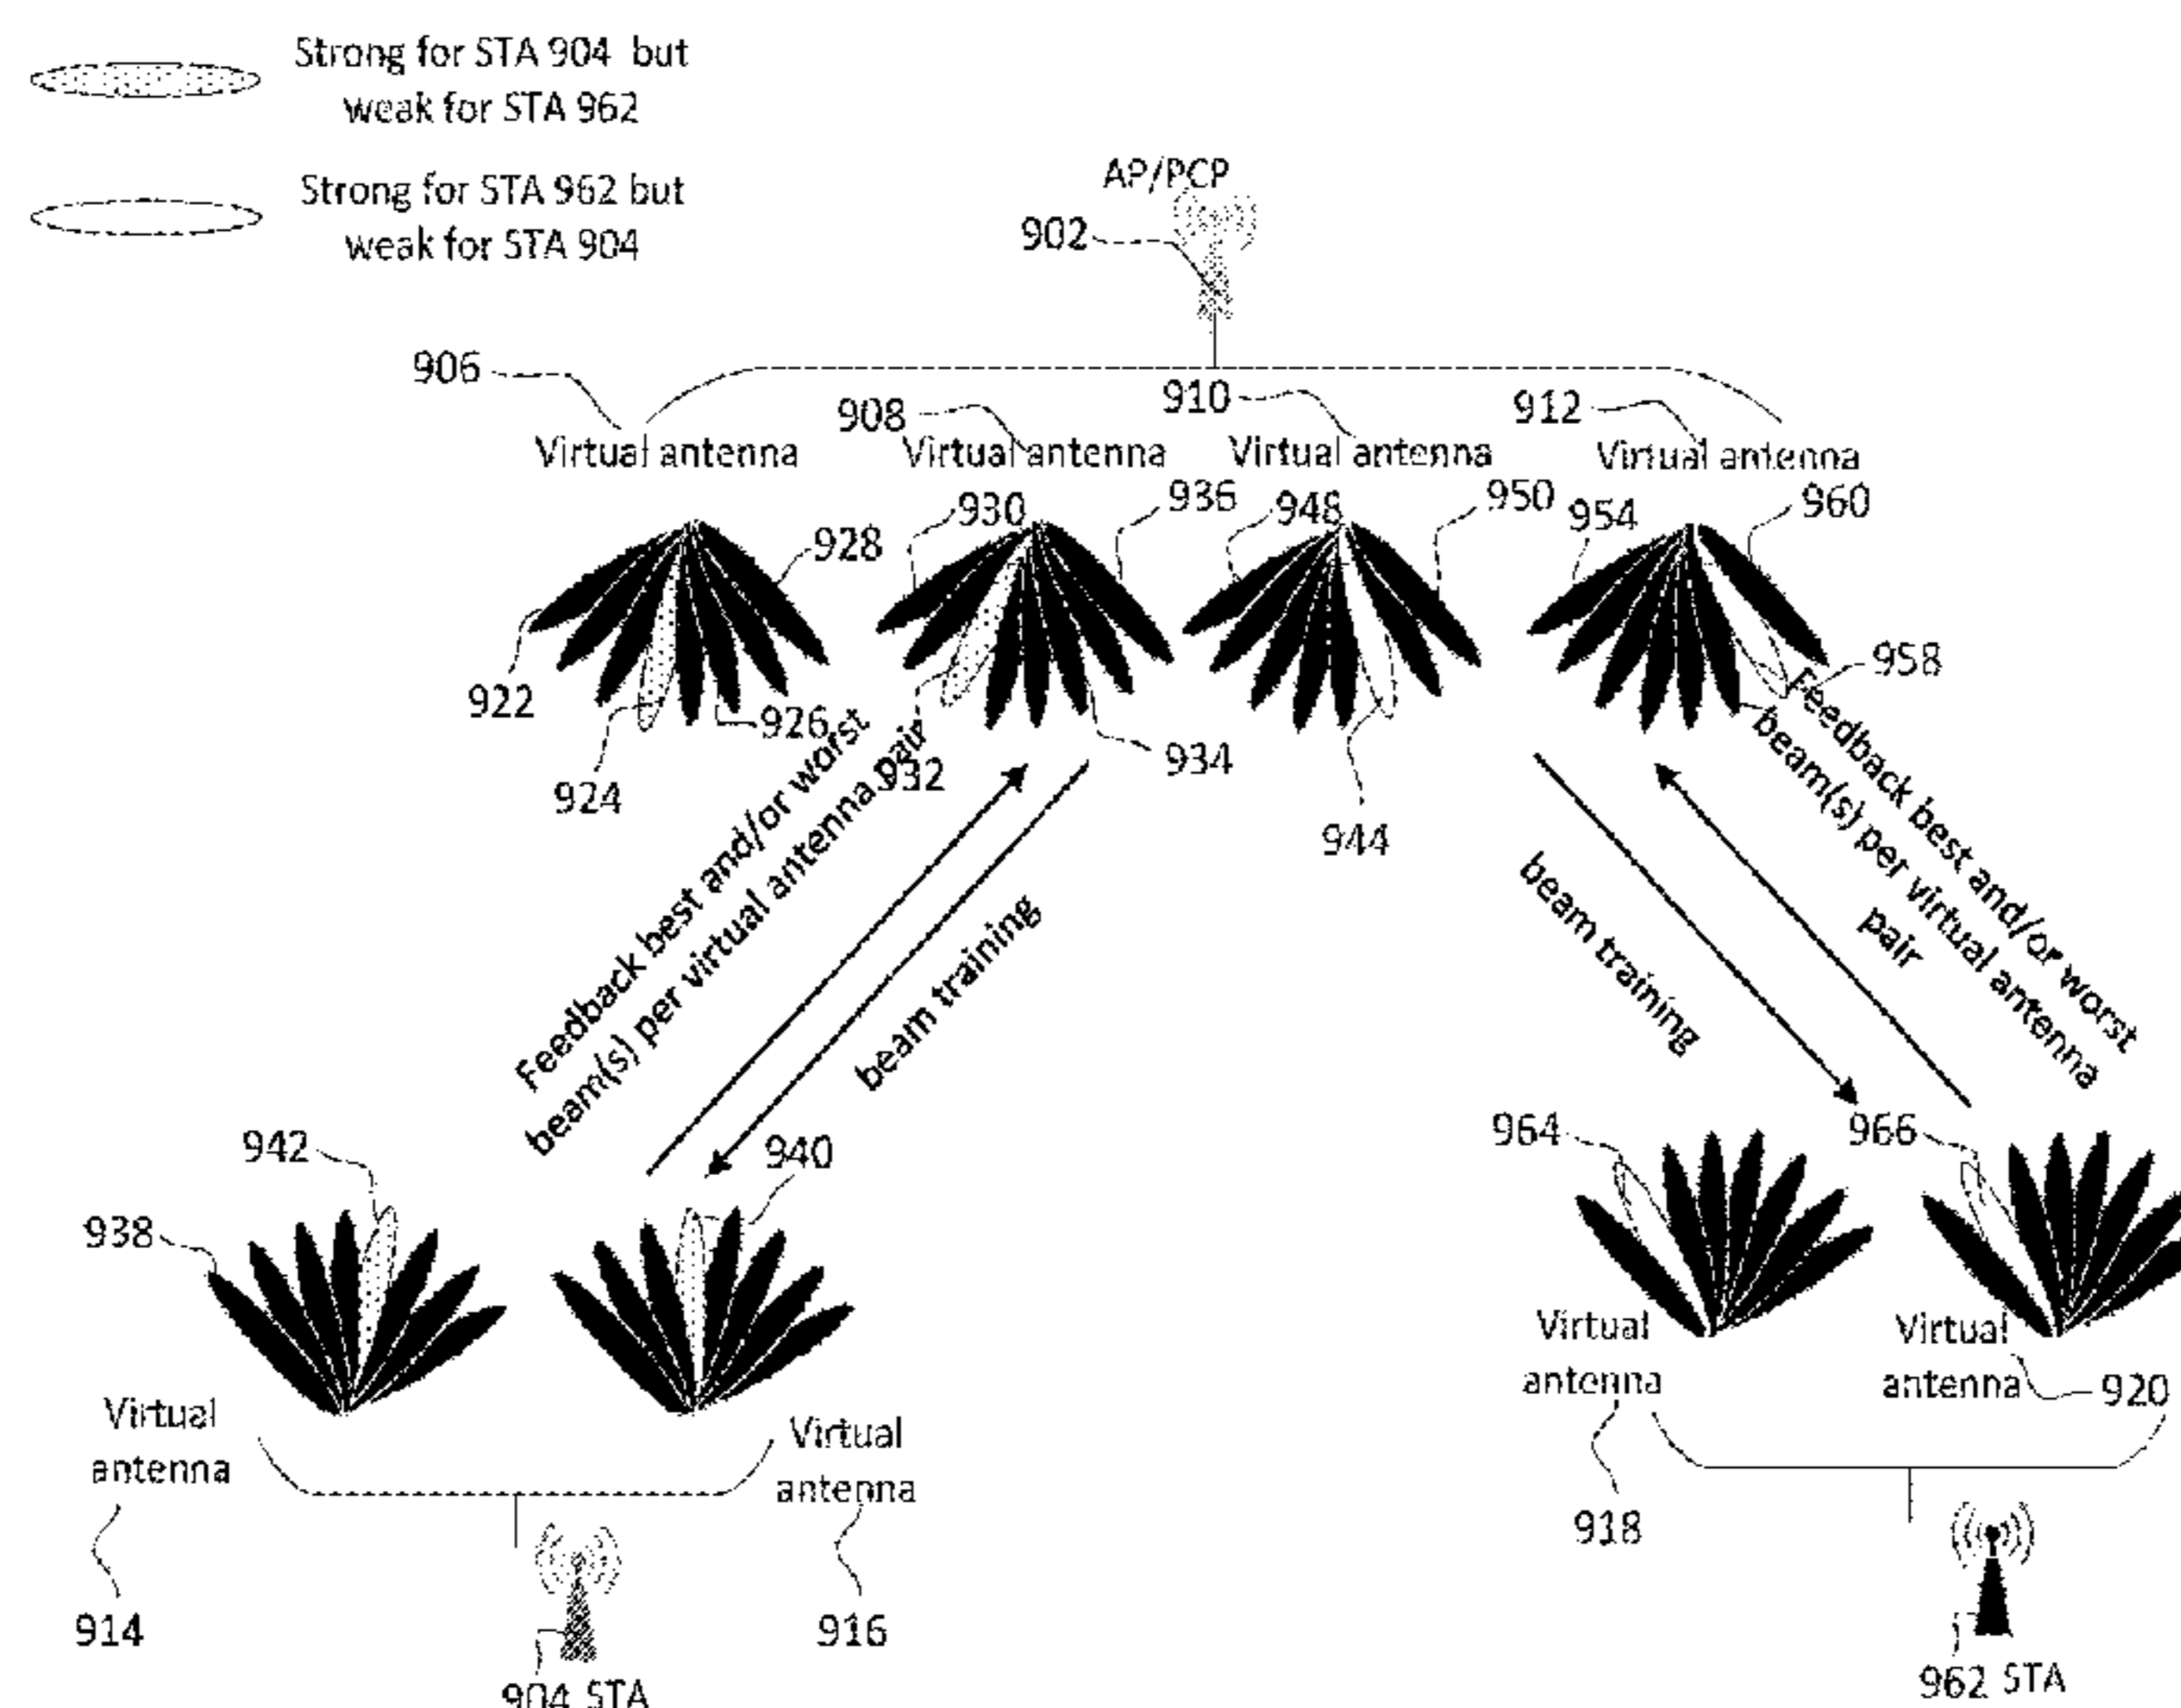 Strong for STA 904 but
weak for STA 962
Strong for STA 962 but
weak for STA 904
AP/PCP
902
906
908
910
912
Virtual antenna
Virtual antenna
Virtual antenna
Virtual antenna
922
924
926
928
930
932
934
936
948
944
950
954
960
958
Feedback best and/or worst
beam(s) per virtual antenna pair
beam training
beam training
Feedback best and/or worst
beam(s) per virtual antenna
pair
942
938
940
964
966
Virtual
antenna
914
Virtual
antenna
916
904 STA
Virtual
antenna
918
Virtual
antenna
920
962 STA